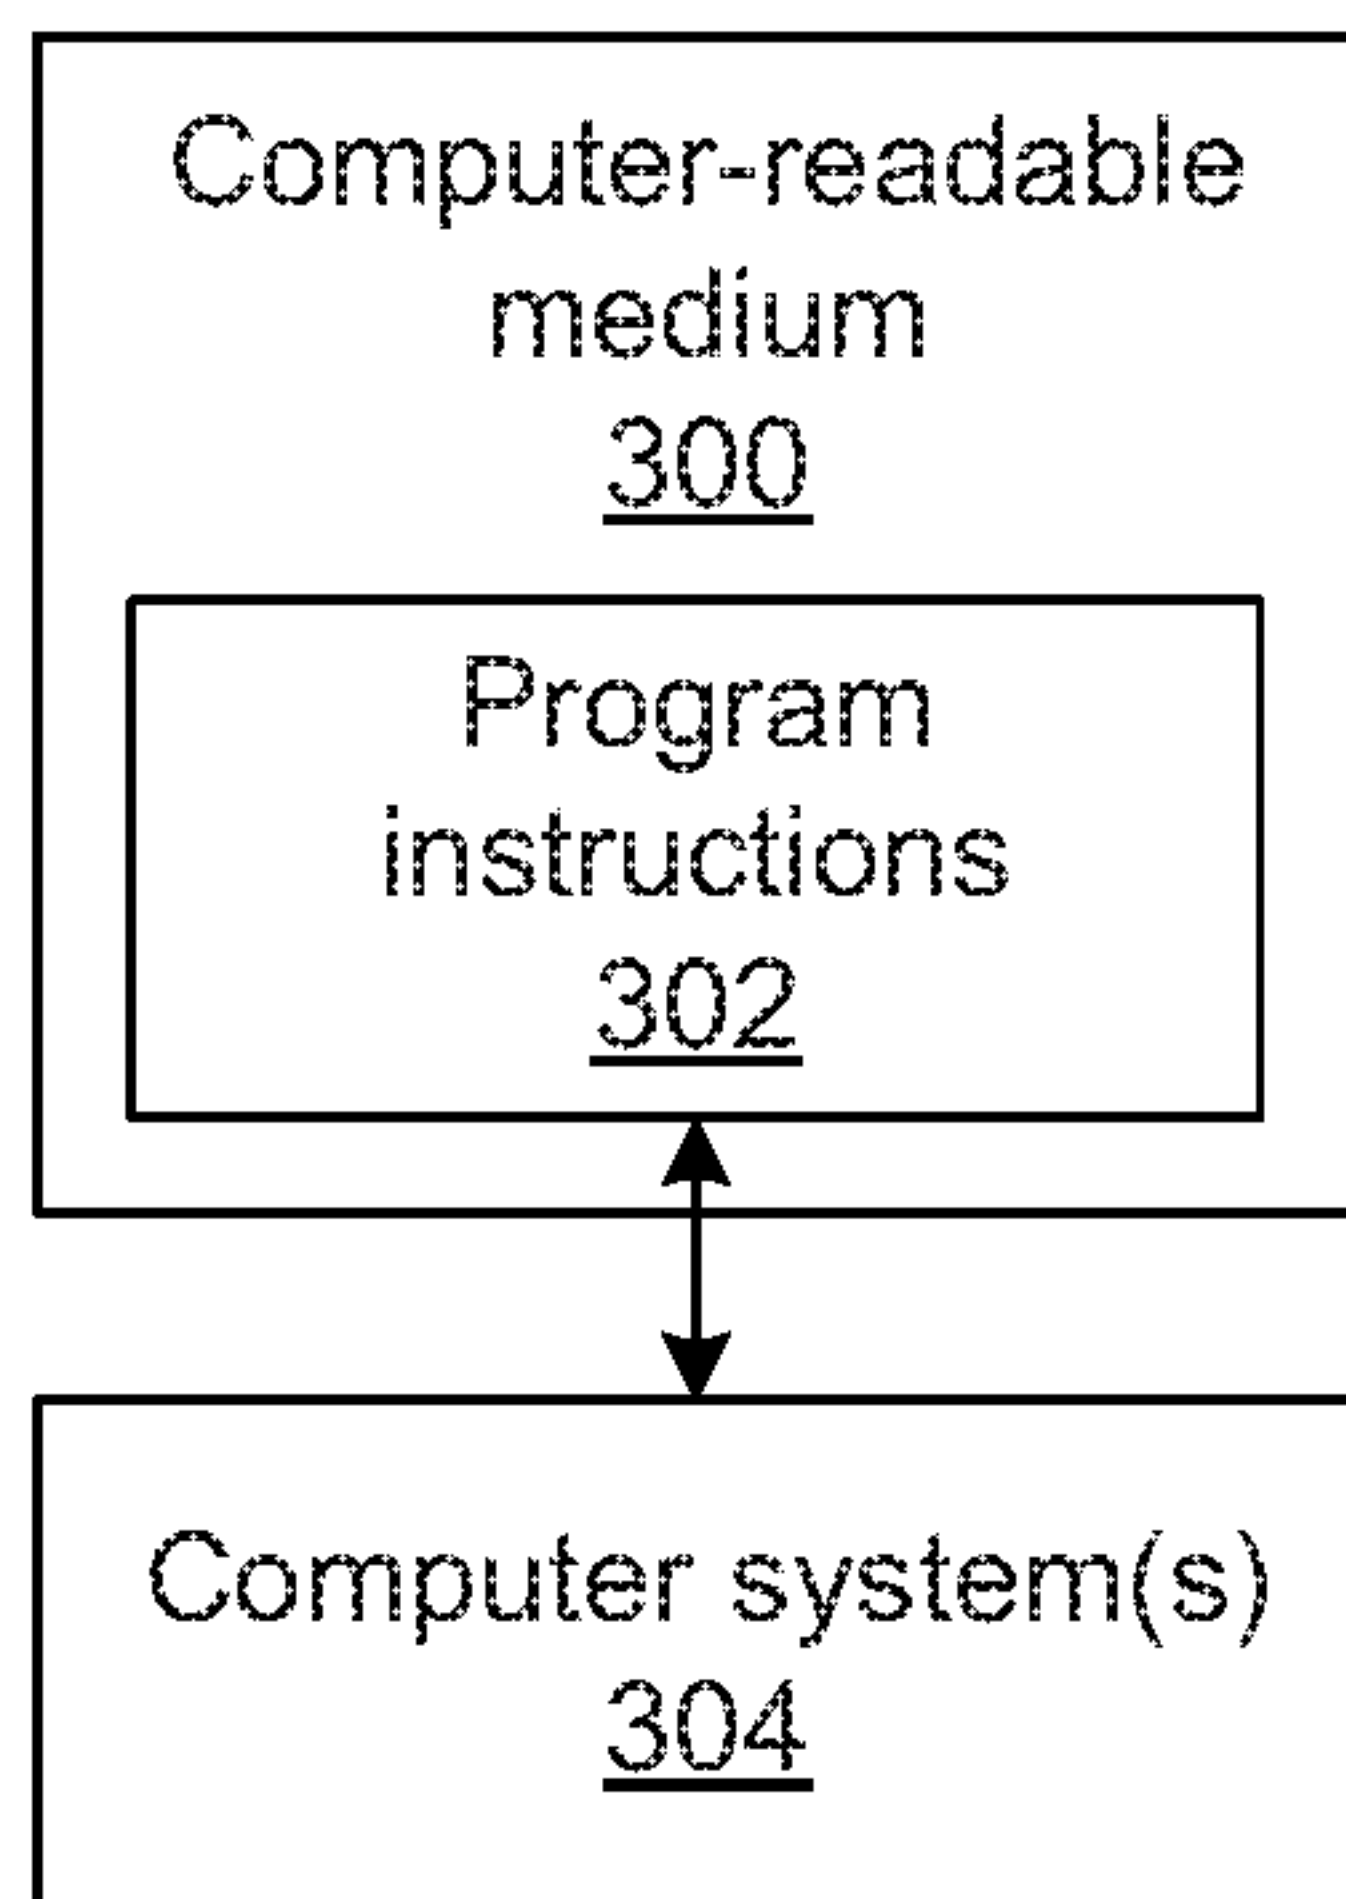 Computer-readable
medium
300
Program
instructions
302
Computer system(s)
304